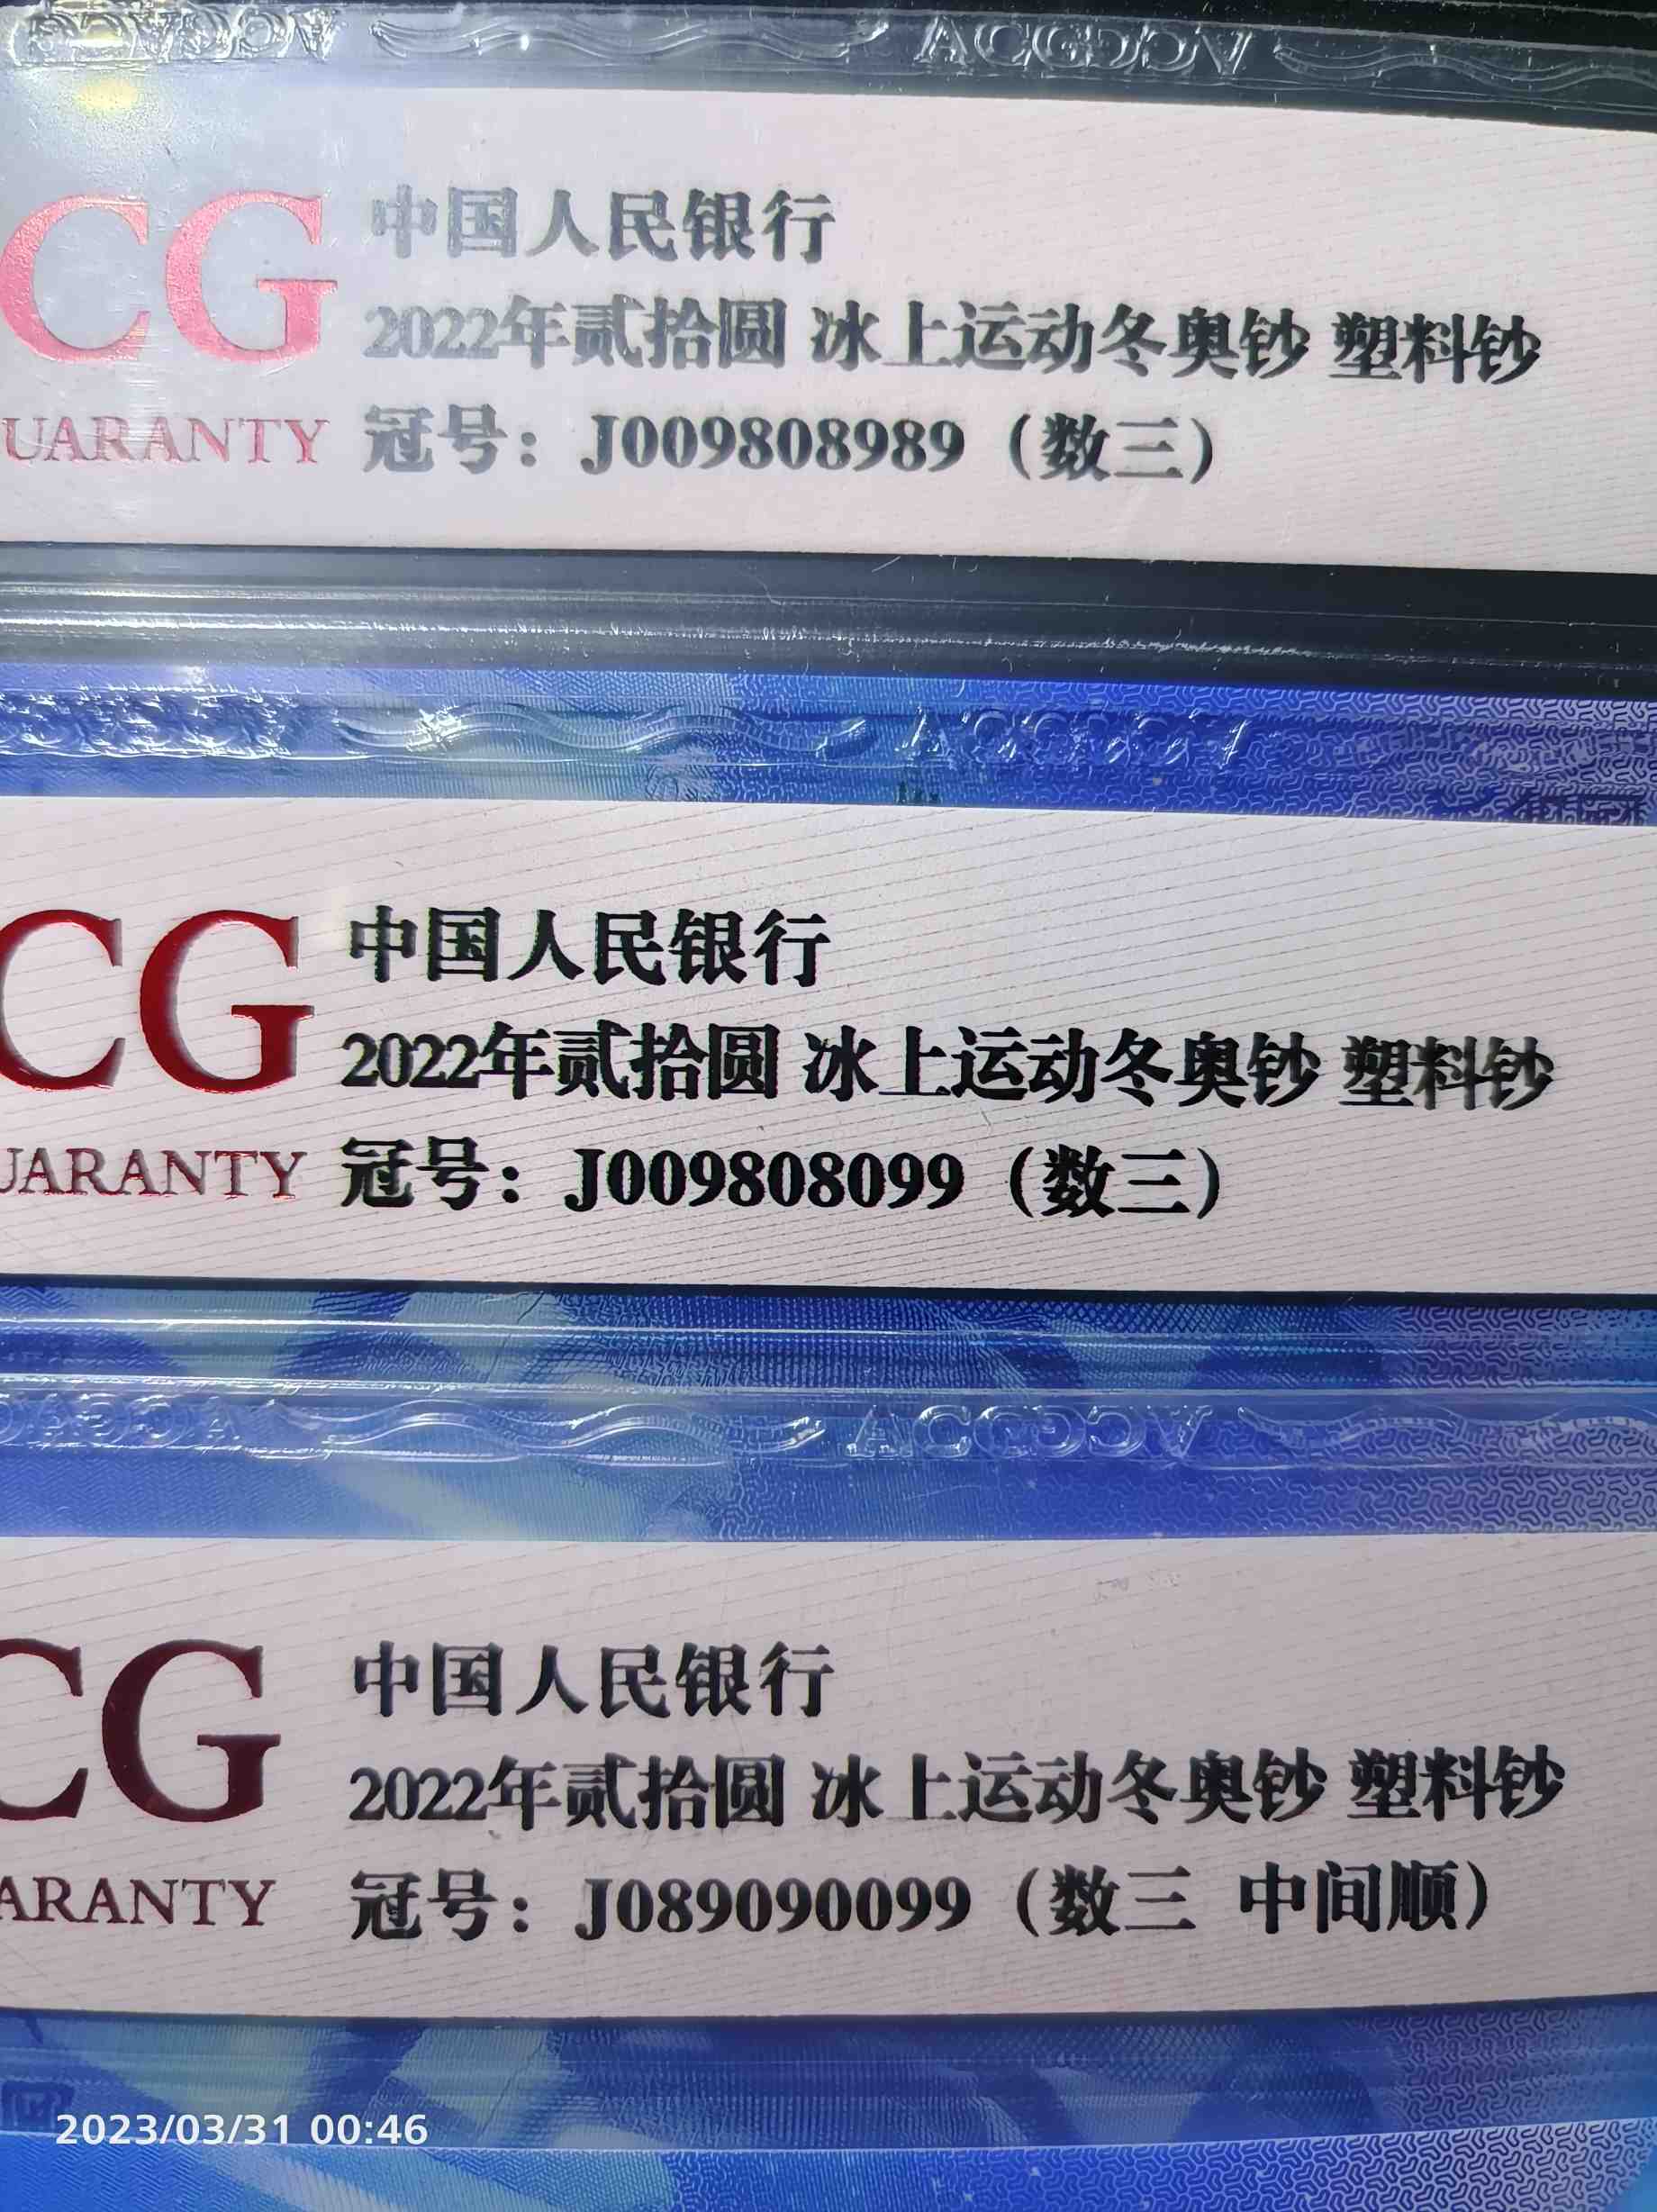 ACGGCA
CG
中国人民银行
2022年贰拾圆 冰上运动冬奥钞 塑料钞
UARANTY
冠号：J009808989（数三）
CG
中国人民银行
2022年贰拾圆 冰上运动冬奥钞 塑料钞
UARANTY
冠号：J009808099（数三）
CG
中国人民银行
2022年贰拾圆 冰上运动冬奥钞 塑料钞
ARANTY
冠号：J089090099（数三 中间顺）
2023/03/31 00:46